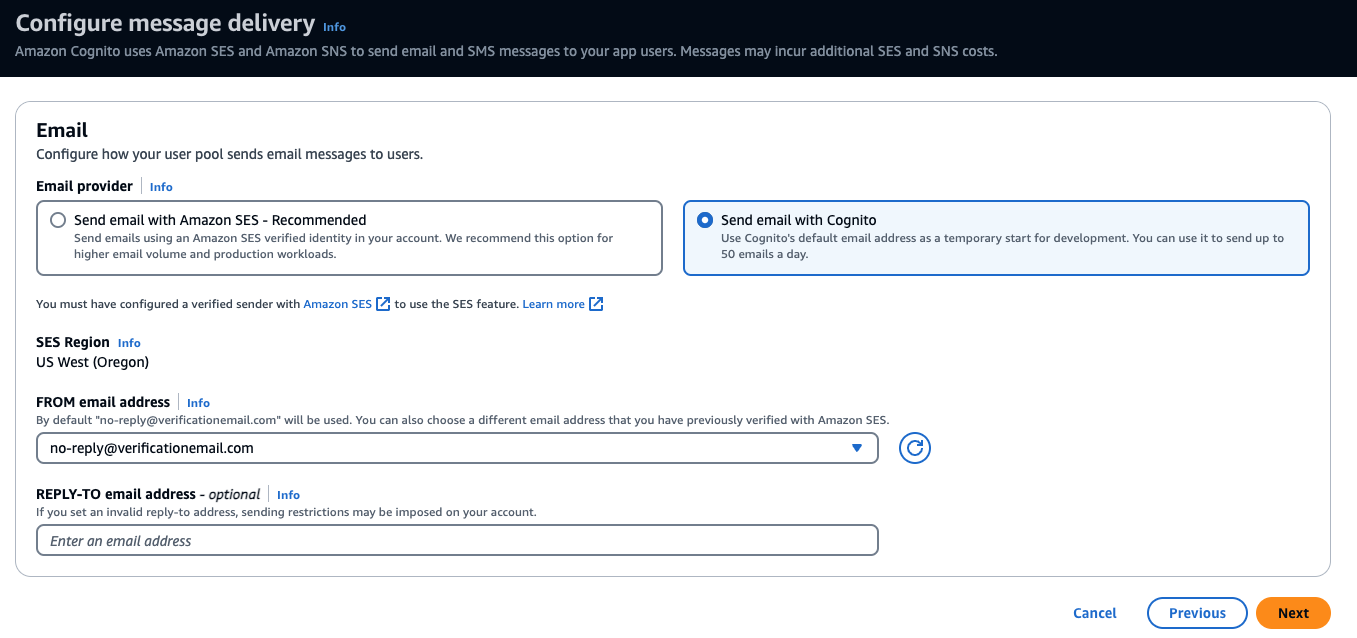 Configure message delivery Info
Amazon Cognito uses Amazon SES and Amazon SNS to send email and SMS messages to your app users. Messages may incur additional SES and SNS costs.
Email
Configure how your user pool sends email messages to users.
Email provider Info
Send email with Amazon SES - Recommended
Send emails using an Amazon SES verified identity in your account. We recommend this option for
higher email volume and production workloads.
Send email with Cognito
Use Cognito's default email address as a temporary start for development. You can use it to send up to
50 emails a day.
You must have configured a verified sender with Amazon SES to use the SES feature. Learn more
SES Region Info
US West (Oregon)
FROM email address Info
By default "no-reply@verificationemail.com" will be used. You can also choose a different email address that you have previously verified with Amazon SES.
no-reply@verificationemail.com
REPLY-TO email address - optional Info
If you set an invalid reply-to address, sending restrictions may be imposed on your account.
Enter an email address
Cancel Previous Next